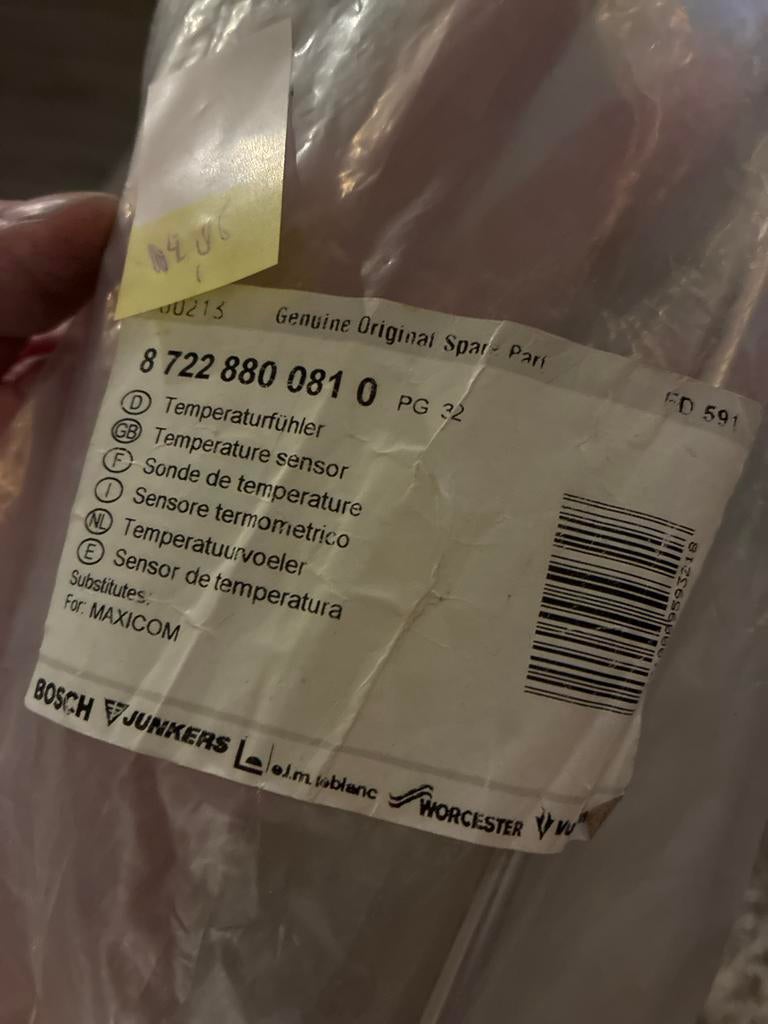 Genuine Original Spare Part
8 722 880 081 0 PG 32
FD 591
D Temperaturfühler
GB Temperature sensor
F Sonde de temperature
I Sensore termometrico
NL Temperatuurvoeler
E Sensor de temperatura
Substitutes:
For: MAXICOM
BOSCH JUNKERS e.l.m. leblanc WORCESTER